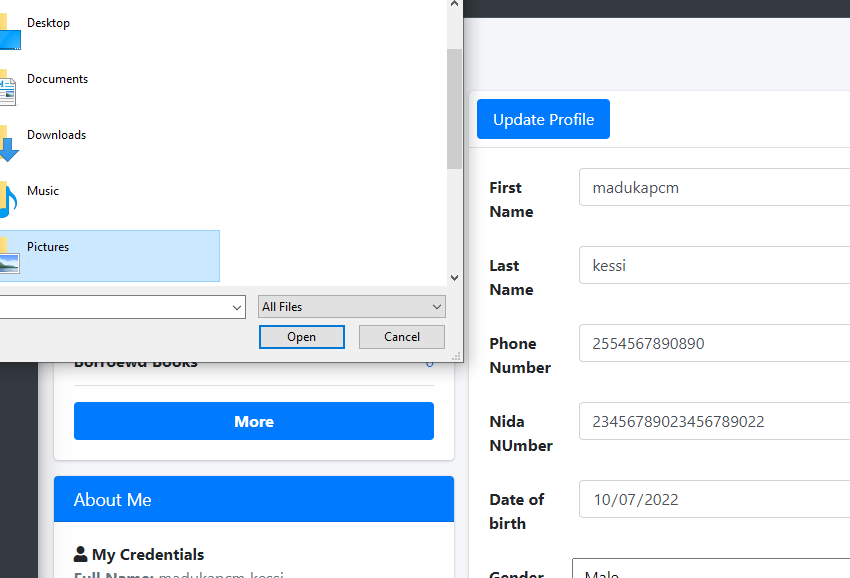 Desktop
Documents
Downloads
Music
Pictures
All Files
Open
Cancel
Borroewd Books
More
About Me
My Credentials
Full Name: madukapcm kessi
Update Profile
First
Name
madukapcm
Last
Name
kessi
Phone
Number
2554567890890
Nida
NUmber
23456789023456789022
Date of
birth
10/07/2022
Gender
Male